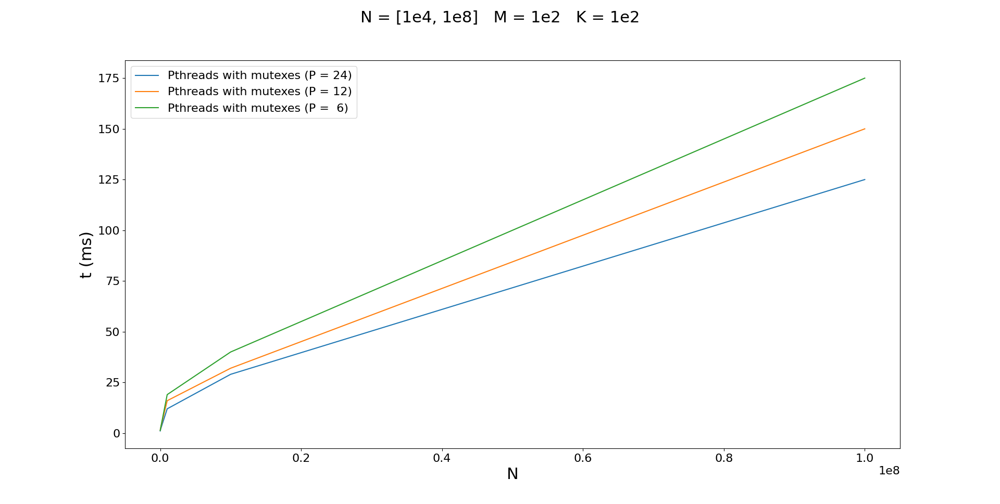 N = [1e4, 1e8]   M = 1e2   K = 1e2
Pthreads with mutexes (P = 24)
Pthreads with mutexes (P = 12)
Pthreads with mutexes (P =  6)
t (ms)
175
150
125
100
75
50
25
0
0.0 0.2 0.4 0.6 0.8 1.0
1e8
N